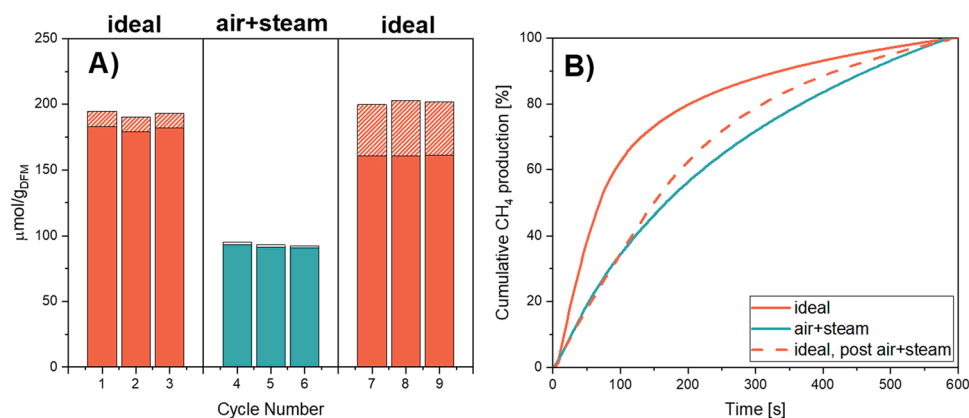 ideal air+steam ideal
A)
250
200
150
100
50
0
μmol/gDFM
1 2 3 4 5 6 7 8 9
Cycle Number
B)
100
80
60
40
20
0
Cumulative CH4 production [%]
ideal
air+steam
ideal, post air+steam
0 100 200 300 400 500 600
Time [s]